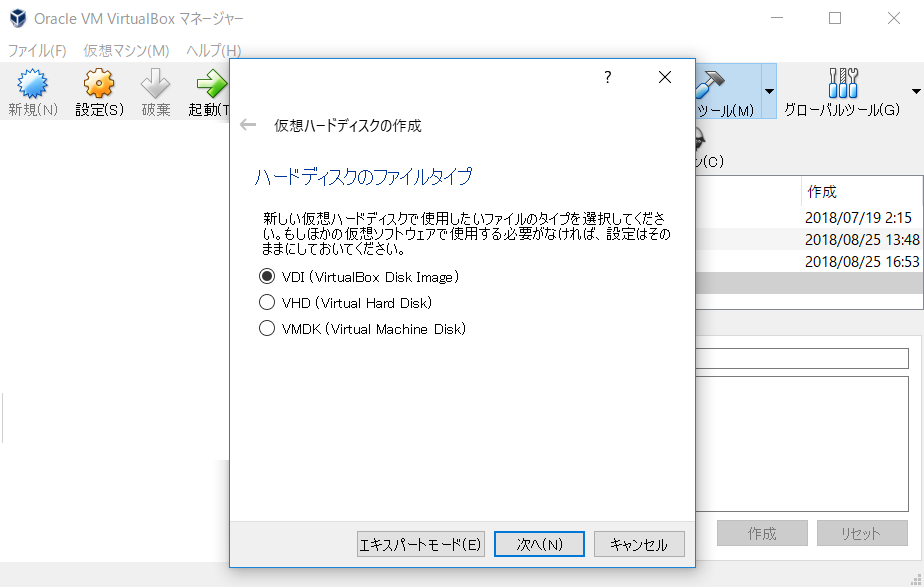 Oracle VM VirtualBox マネージャー
ファイル(F) 仮想マシン(M) ヘルプ(H)
新規(N) 設定(S) 破棄 起動(T ツール(M) グローバルツール(G)
?
仮想ハードディスクの作成
ン(C)
ハードディスクのファイルタイプ
作成
新しい仮想ハードディスクで使用したいファイルのタイプを選択してくださ
い。もしほかの仮想ソフトウェアで使用する必要がなければ、設定はその
ままにしておいてください。
2018/07/19 2:15
2018/08/25 13:48
2018/08/25 16:53
VDI (VirtualBox Disk Image)
VHD (Virtual Hard Disk)
VMDK (Virtual Machine Disk)
作成 リセット
エキスパートモード(E) 次へ(N) キャンセル